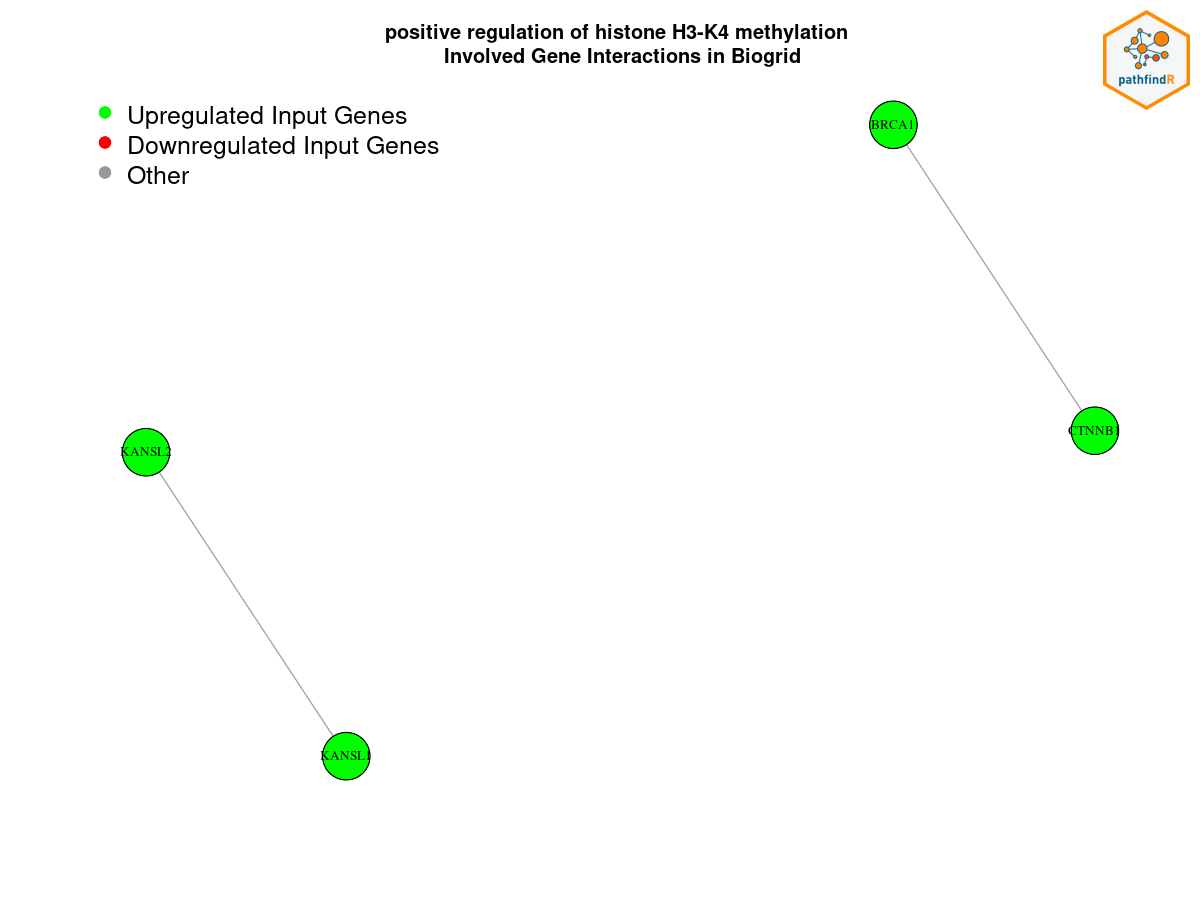 positive regulation of histone H3-K4 methylation
Involved Gene Interactions in Biogrid
pathfindR
Upregulated Input Genes
Downregulated Input Genes
Other
BRCA1
CTNNB1
KANSL2
KANSL1